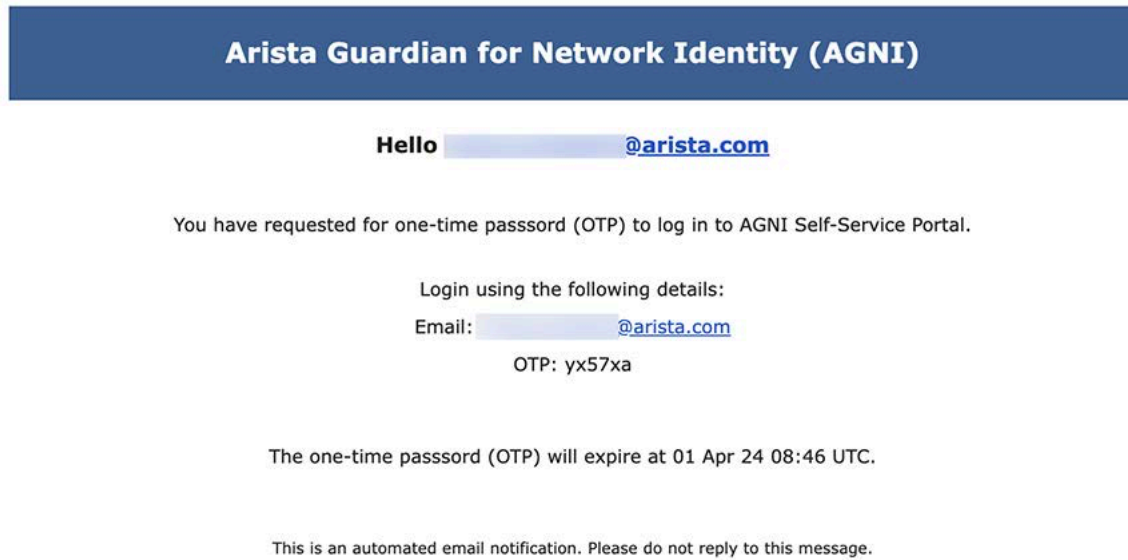 Arista Guardian for Network Identity (AGNI)
Hello @arista.com
You have requested for one-time passsord (OTP) to log in to AGNI Self-Service Portal.
Login using the following details:
Email: @arista.com
OTP: yx57xa
The one-time passsord (OTP) will expire at 01 Apr 24 08:46 UTC.
This is an automated email notification. Please do not reply to this message.